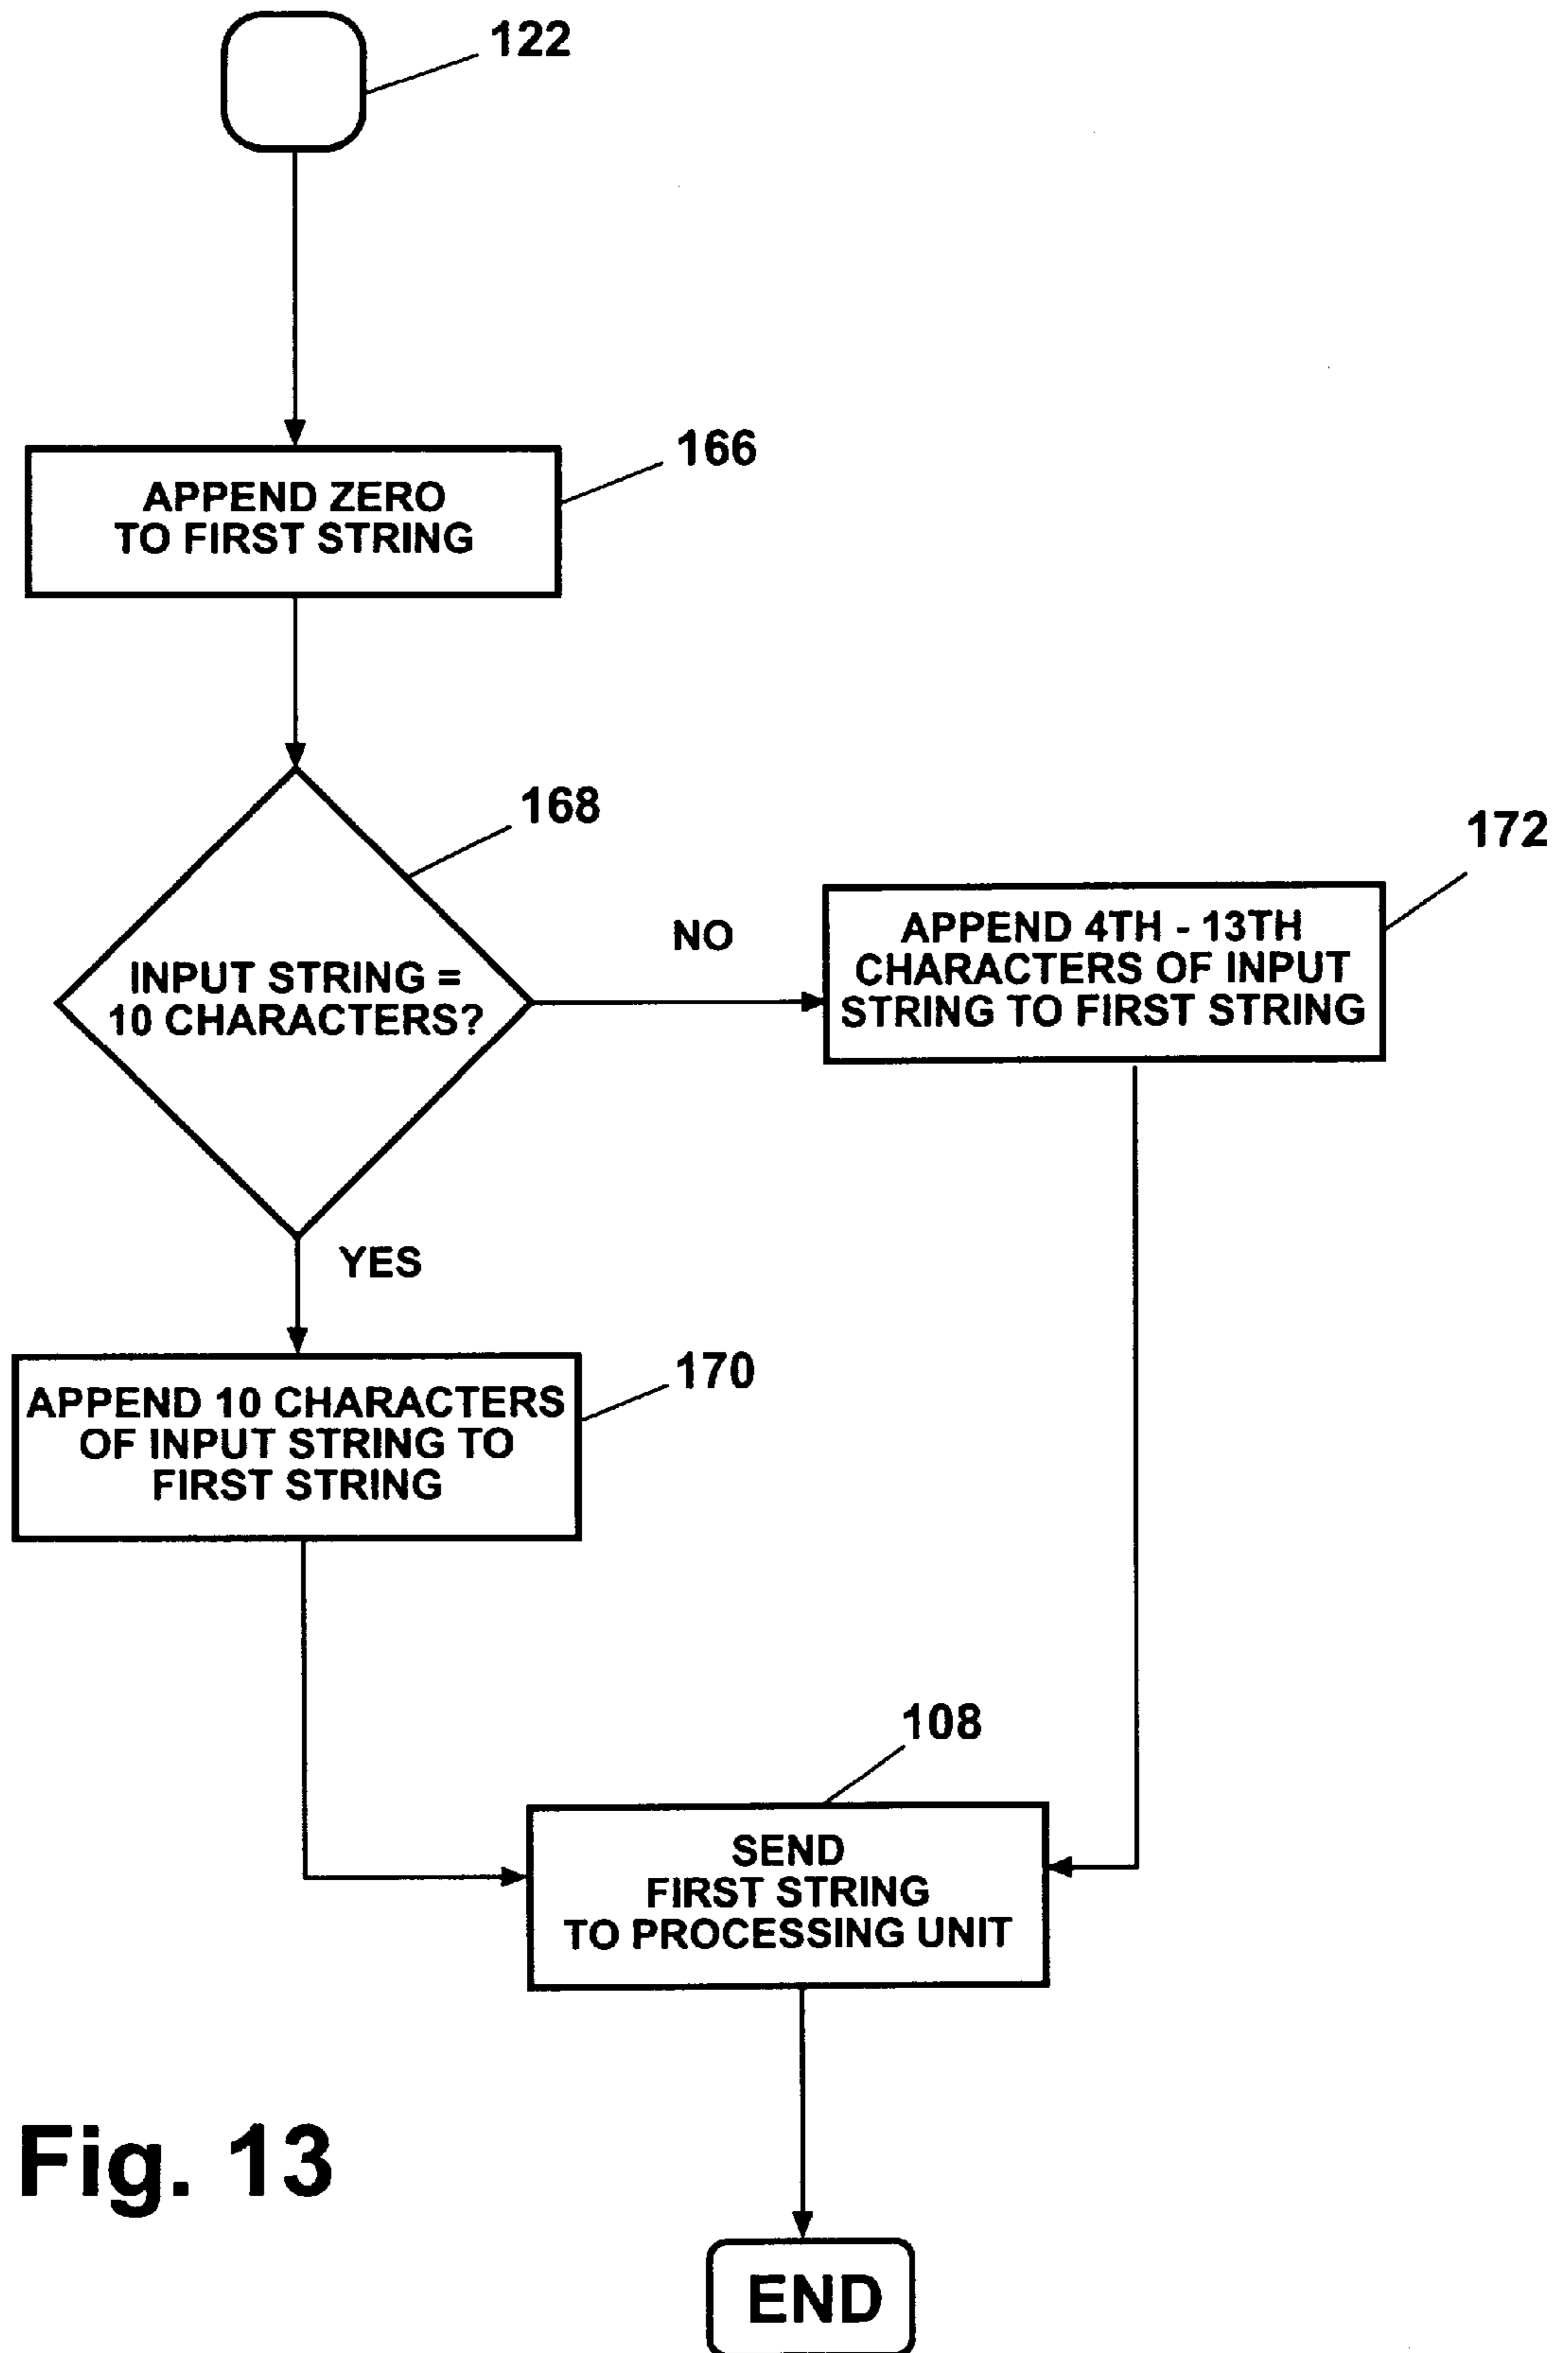 122
166
APPEND ZERO
TO FIRST STRING
168
172
INPUT STRING =
10 CHARACTERS?
NO
APPEND 4TH - 13TH
CHARACTERS OF INPUT
STRING TO FIRST STRING
YES
170
APPEND 10 CHARACTERS
OF INPUT STRING TO
FIRST STRING
108
SEND
FIRST STRING
TO PROCESSING UNIT
Fig. 13
END